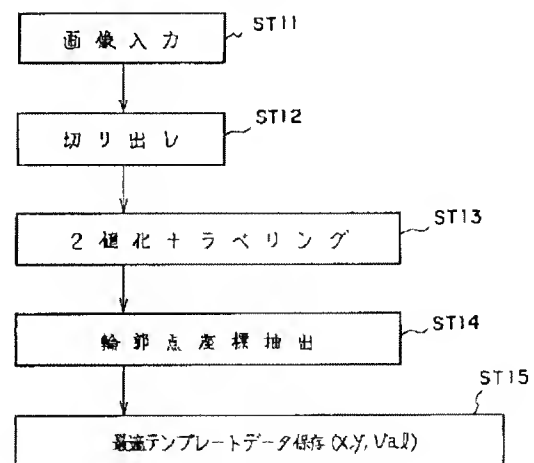 ST11
画像入力
ST12
切り出し
ST13
2値化+ラベリング
ST14
輪郭点座標抽出
ST15
最適テンプレートデータ保存(X,Y,Val)